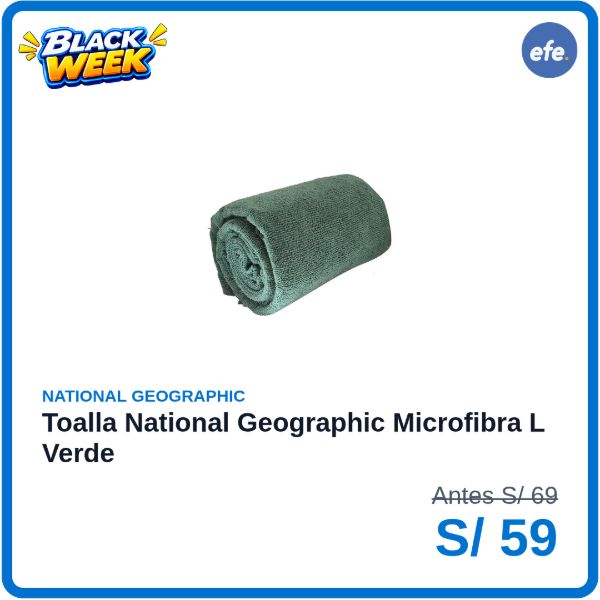 BLACK
WEEK
efe.
NATIONAL GEOGRAPHIC
Toalla National Geographic Microfibra L
Verde
Antes S/ 69
S/ 59